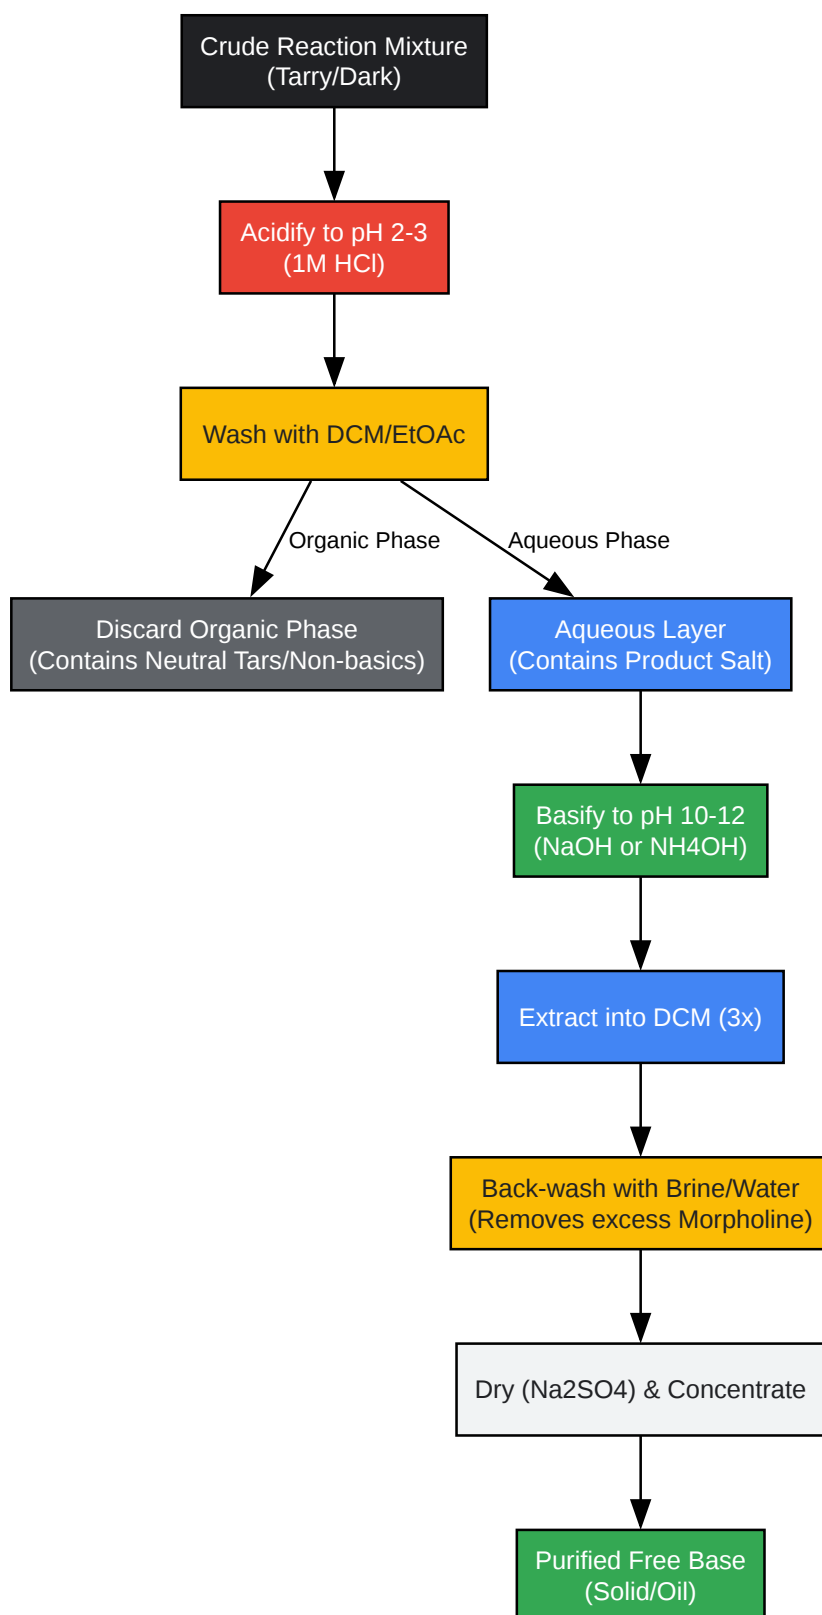 Crude Reaction Mixture
(Tarry/Dark)
Acidify to pH 2-3
(1M HCl)
Wash with DCM/EtOAc
Organic Phase
Aqueous Phase
Discard Organic Phase
(Contains Neutral Tars/Non-basics)
Aqueous Layer
(Contains Product Salt)
Basify to pH 10-12
(NaOH or NH4OH)
Extract into DCM (3x)
Back-wash with Brine/Water
(Removes excess Morpholine)
Dry (Na2SO4) & Concentrate
Purified Free Base
(Solid/Oil)